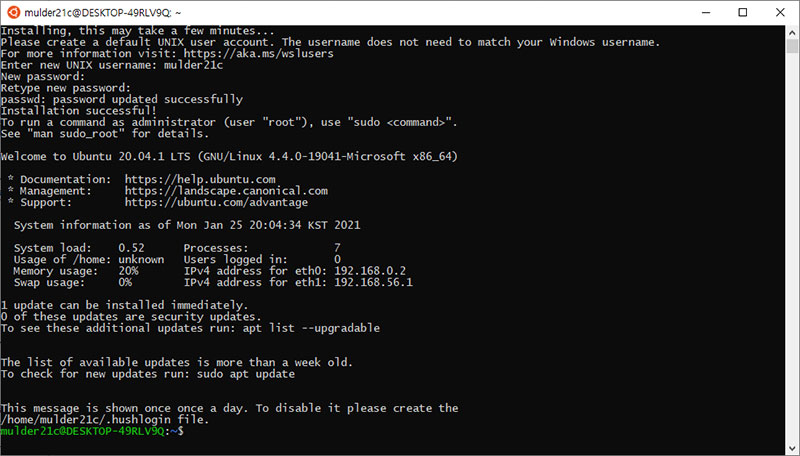 mulder21c@DESKTOP-49RLV9Q: ~
Installing, this may take a few minutes...
Please create a default UNIX user account. The username does not need to match your Windows username.
For more information visit: https://aka.ms/wslusers
Enter new UNIX username: mulder21c
New password:
Retype new password:
passwd: password updated successfully
Installation successful!
To run a command as administrator (user "root"), use "sudo <command>".
See "man sudo_root" for details.
Welcome to Ubuntu 20.04.1 LTS (GNU/Linux 4.4.0-19041-Microsoft x86_64)
* Documentation:  https://help.ubuntu.com
* Management:     https://landscape.canonical.com
* Support:        https://ubuntu.com/advantage
System information as of Mon Jan 25 20:04:34 KST 2021
System load:    0.52      Processes:              7
Usage of /home: unknown   Users logged in:        0
Memory usage:   20%       IPv4 address for eth0: 192.168.0.2
Swap usage:     0%        IPv4 address for eth1: 192.168.56.1
1 update can be installed immediately.
0 of these updates are security updates.
To see these additional updates run: apt list --upgradable
The list of available updates is more than a week old.
To check for new updates run: sudo apt update
This message is shown once once a day. To disable it please create the
/home/mulder21c/.hushlogin file.
mulder21c@DESKTOP-49RLV9Q:~$